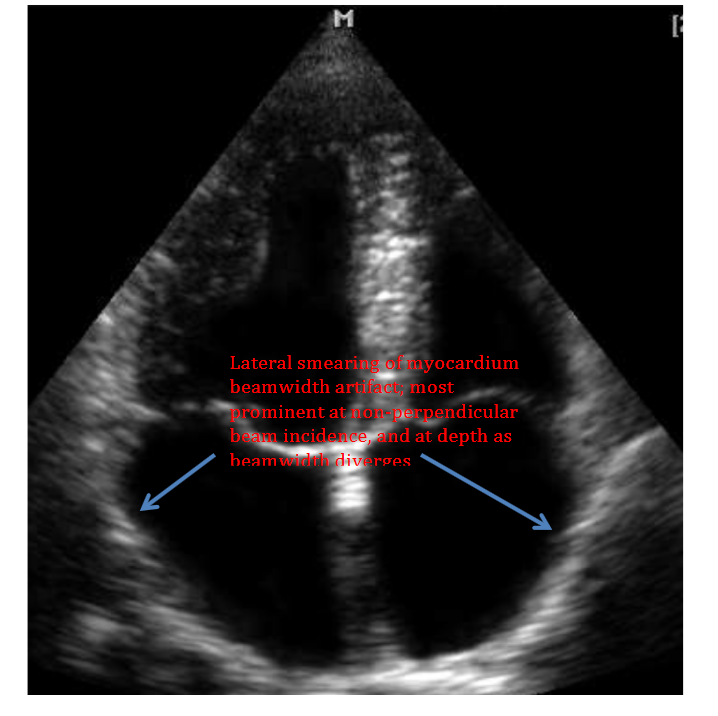 M
[2
Lateral smearing of myocardium
beamwidth artifact; most
prominent at non-perpendicular
beam incidence, and at depth as
beamwidth diverges